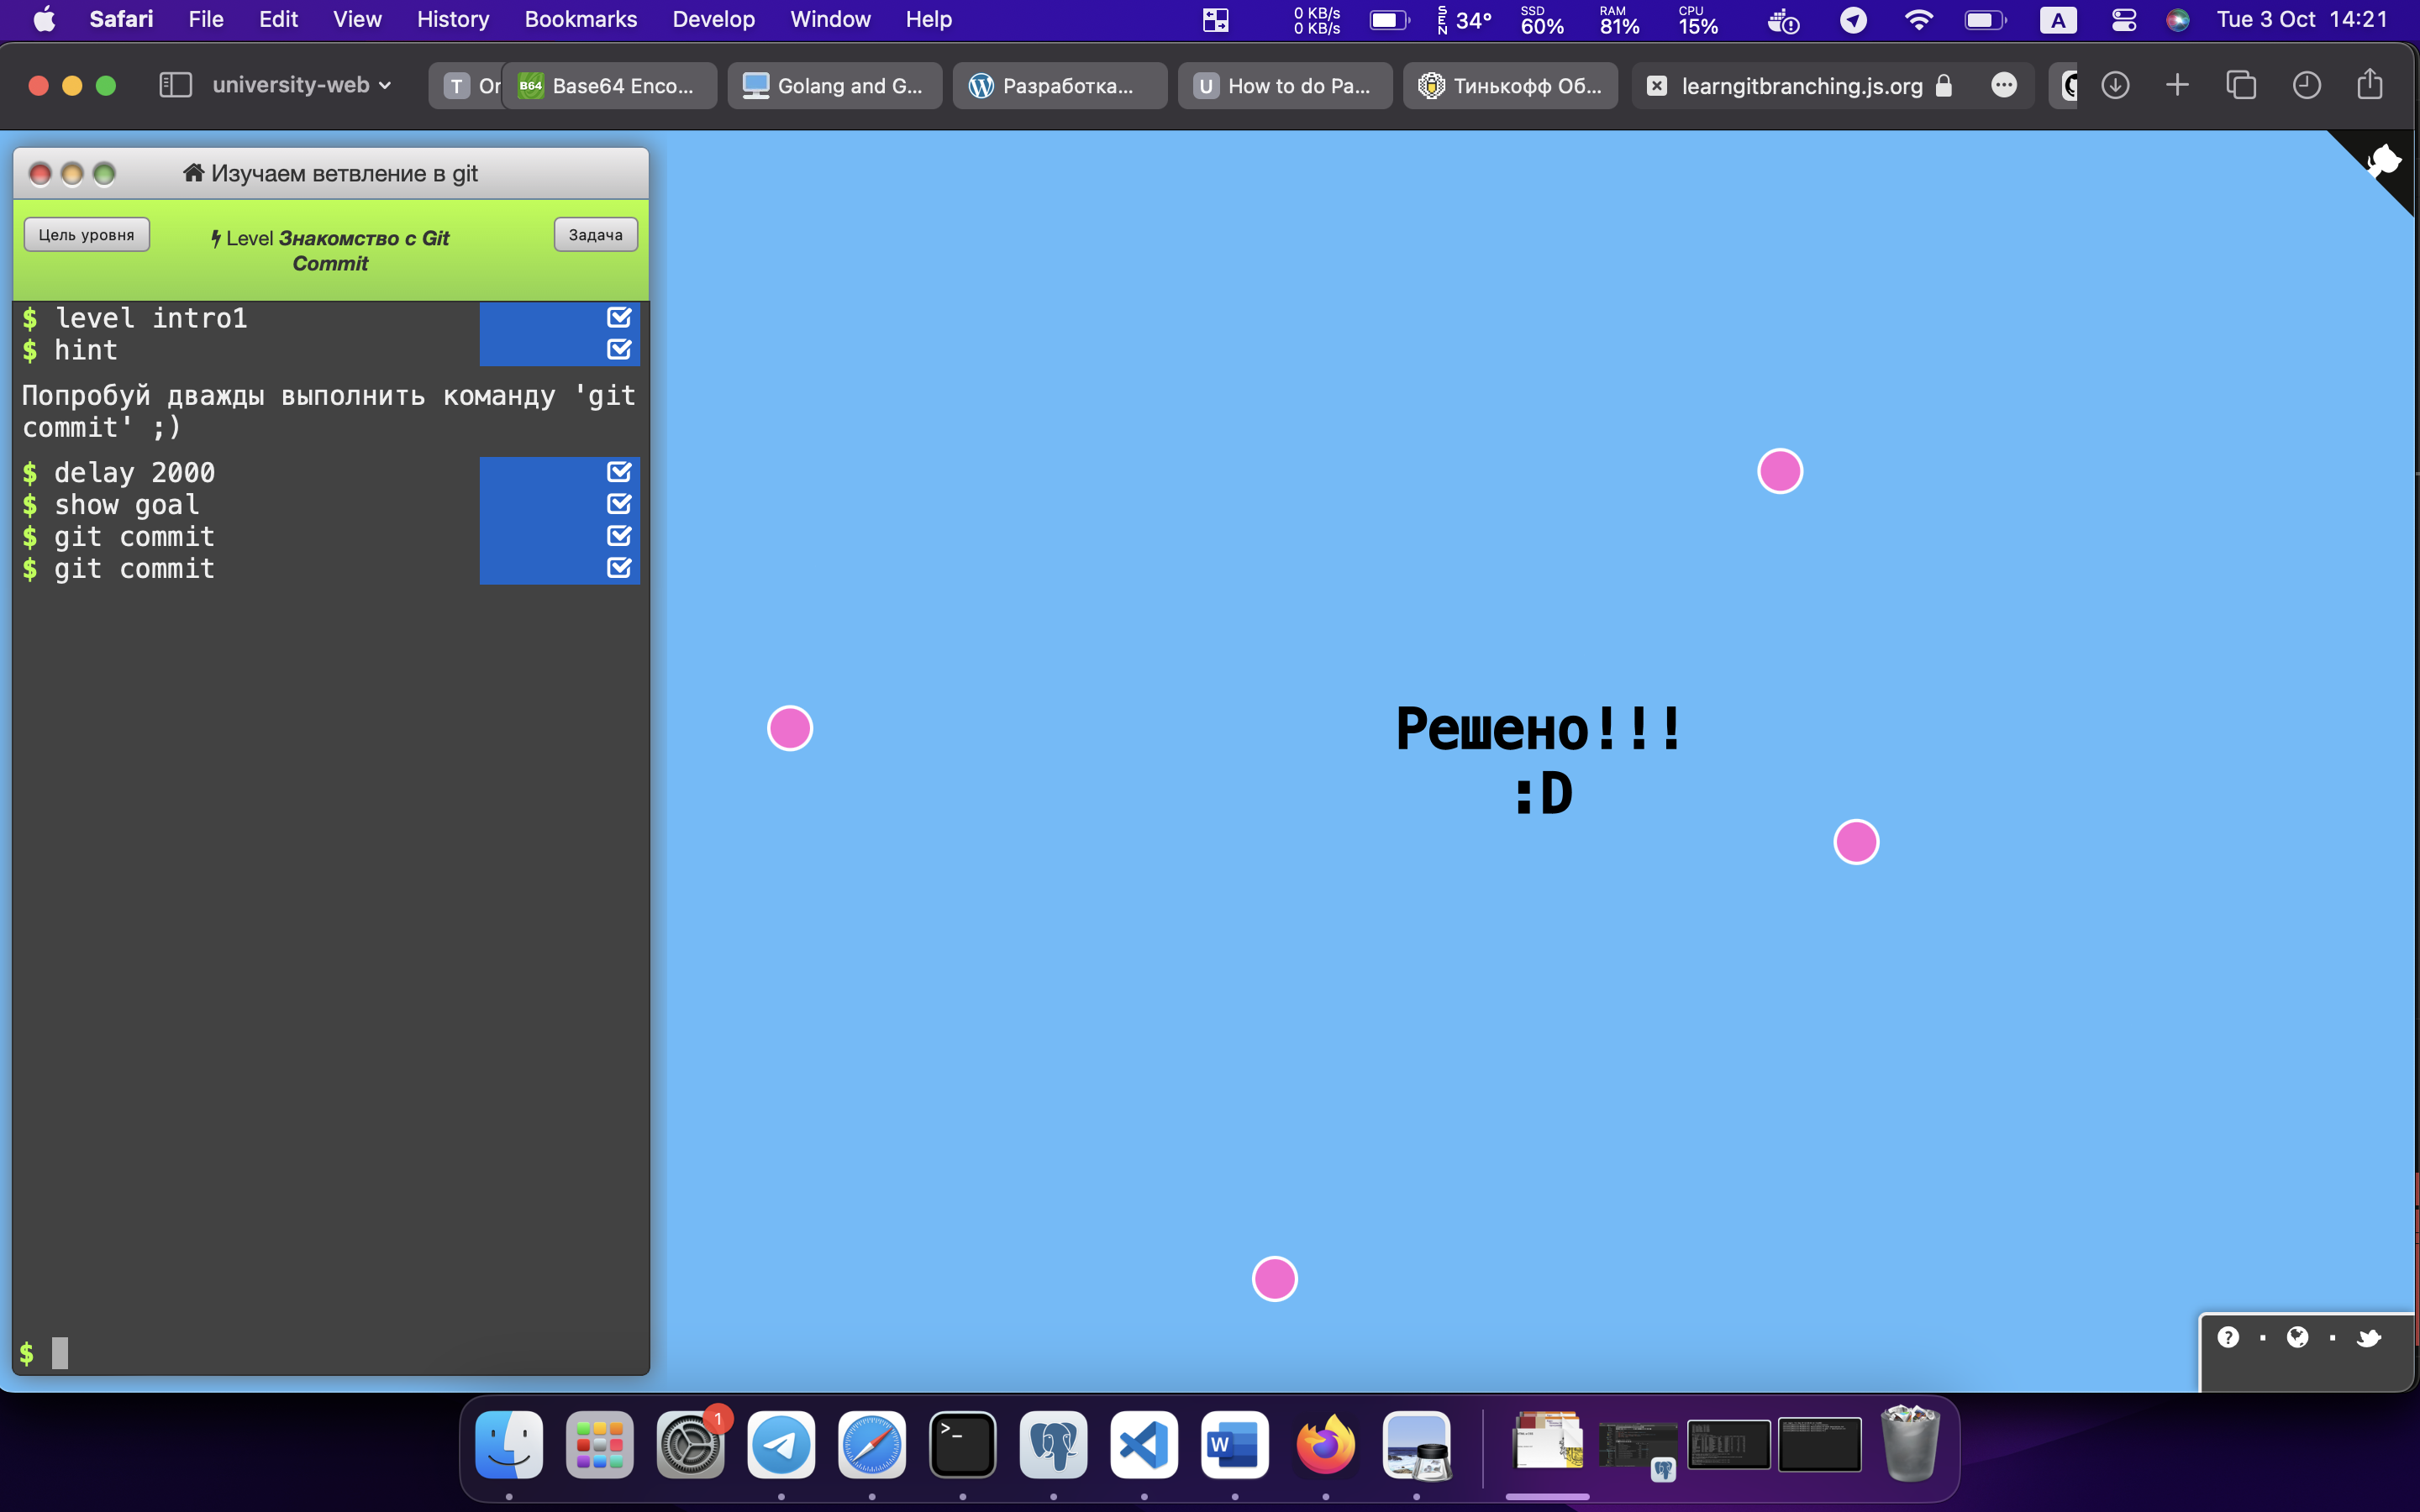 Safari File Edit View History Bookmarks Develop Window Help
0 KB/s
0 KB/s
SEN 34°
SSD
60%
RAM
81%
CPU
15%
A
Tue 3 Oct 14:21
university-web
T Or
B64 Base64 Enco...
Golang and G...
Разработка...
U How to do Pa...
Тинькофф Об...
learngitbranching.js.org
Изучаем ветвление в git
Цель уровня
Level Знакомство с Git
Commit
Задача
$ level intro1
$ hint
Попробуй дважды выполнить команду 'git
commit' ;)
$ delay 2000
$ show goal
$ git commit
$ git commit
$
Решено!!!
:D
?
1
>_
W